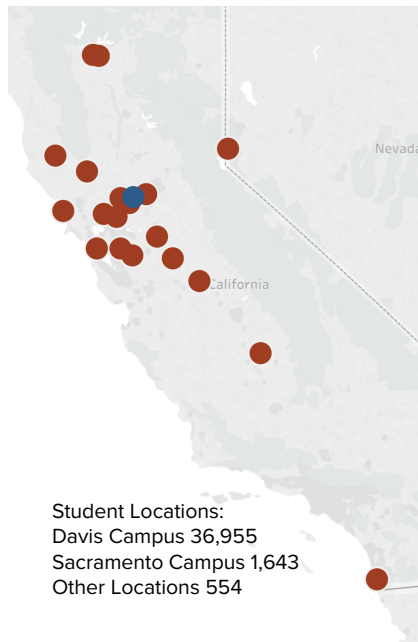 Nevada
California
Student Locations:
Davis Campus 36,955
Sacramento Campus 1,643
Other Locations 554